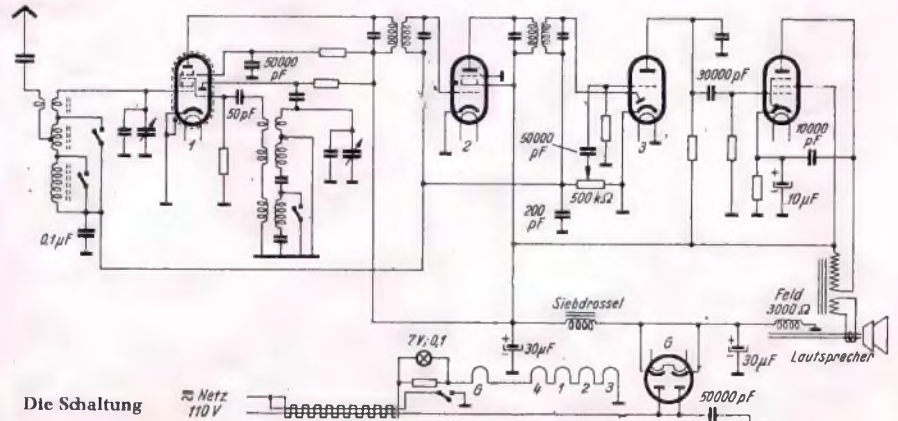 50000
pF
50 pF
1
2
3
30000 pF
50000
pF
500 kΩ
200
pF
10000
pF
10 µF
0,1 µF
Siebdrossel
Feld
3000 Ω
Lautsprecher
30 µF
30 µF
7V;0,1
G
4
1
2
3
G
50000
pF
Die Schaltung
Netz
110 V